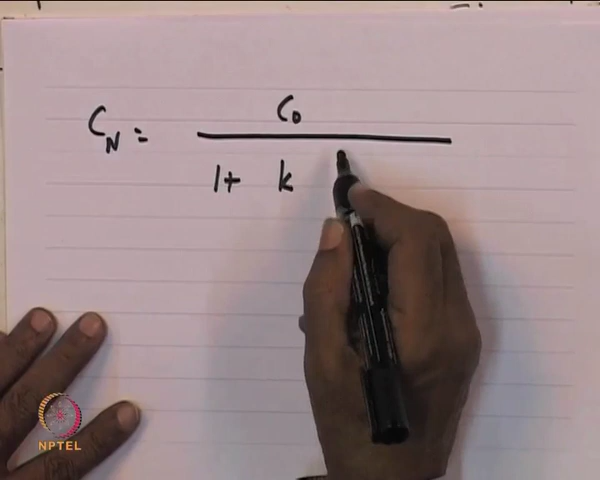 C_N = C_0
1+ k
NPTEL